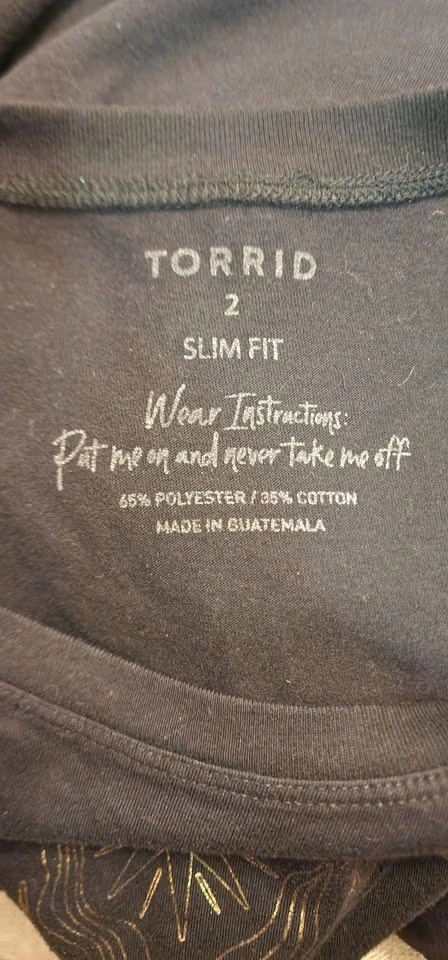 TORRID
2
SLIM FIT
Wear Instructions:
Put me on and never take me off
65% POLYESTER / 35% COTTON
MADE IN GUATEMALA